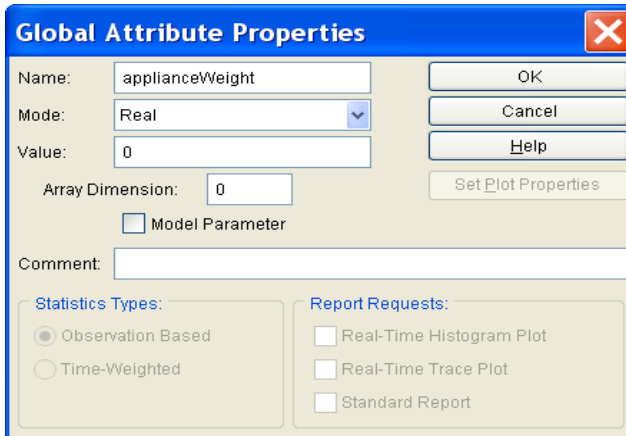 Global Attribute Properties
Name: applianceWeight OK
Mode: Real Cancel
Value: 0 Help
Array Dimension: 0 Set Plot Properties
Model Parameter
Comment:
Statistics Types: Report Requests:
Observation Based Real-Time Histogram Plot
Time-Weighted Real-Time Trace Plot
Standard Report